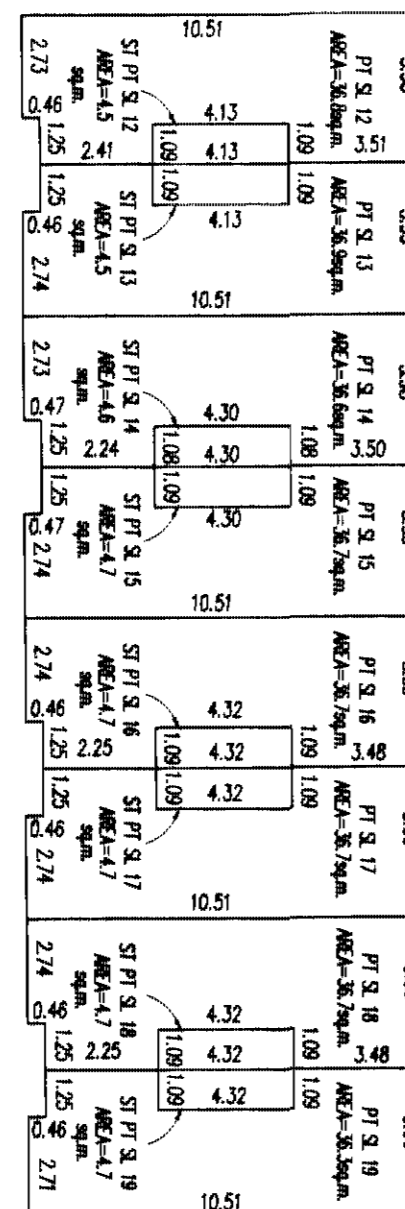 10.51
2.73
0.46
1.25
2.41
ST PT SL 12
AREA=4.5
sq.m.
4.13
1.09
4.13
1.09
PT SL 12
AREA=36.8sq.m.
3.51
1.25
0.46
2.74
ST PT SL 13
AREA=4.5
sq.m.
1.09
4.13
1.09
PT SL 13
AREA=36.9sq.m.
10.51
2.73
0.47
1.25
2.24
ST PT SL 14
AREA=4.6
sq.m.
4.30
1.08
4.30
1.08
PT SL 14
AREA=36.6sq.m.
3.50
1.25
0.47
2.74
ST PT SL 15
AREA=4.7
sq.m.
1.09
4.30
1.09
PT SL 15
AREA=36.7sq.m.
10.51
2.74
0.46
1.25
2.25
ST PT SL 16
AREA=4.7
sq.m.
4.32
1.09
4.32
1.09
PT SL 16
AREA=36.7sq.m.
3.48
1.25
0.46
2.74
ST PT SL 17
AREA=4.7
sq.m.
1.09
4.32
1.09
PT SL 17
AREA=36.7sq.m.
10.51
2.74
0.46
1.25
2.25
ST PT SL 18
AREA=4.7
sq.m.
4.32
1.09
4.32
1.09
PT SL 18
AREA=36.7sq.m.
3.48
1.25
0.46
2.71
ST PT SL 19
AREA=4.7
sq.m.
1.09
4.32
1.09
PT SL 19
AREA=36.3sq.m.
10.51